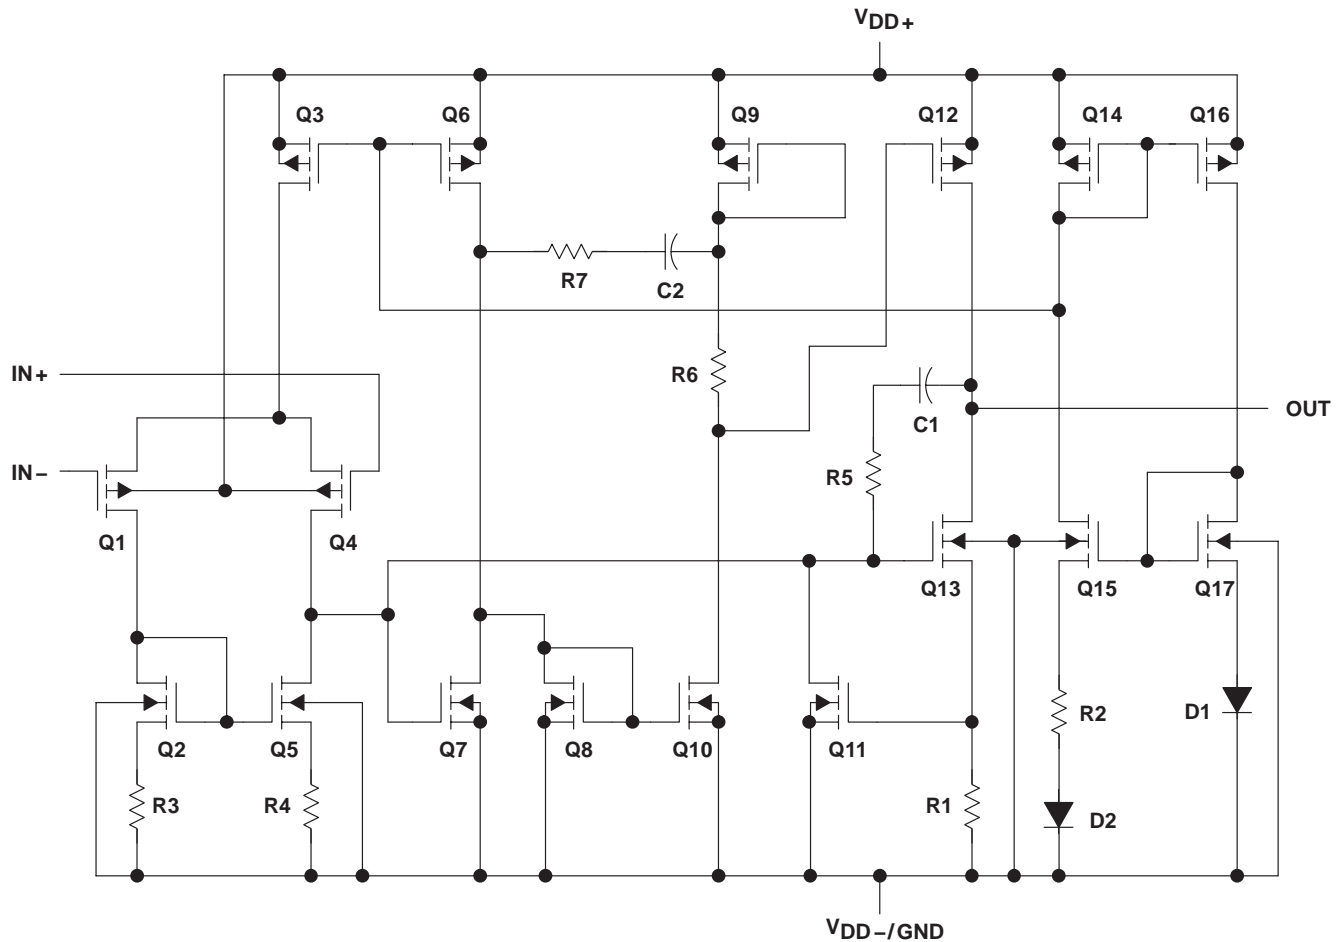 VDD+
Q3
Q6
Q9
Q12
Q14
Q16
R7
C2
IN+
R6
C1
OUT
IN−
R5
Q1
Q4
Q13
Q15
Q17
R2
D1
Q2
Q5
Q7
Q8
Q10
Q11
R3
R4
R1
D2
VDD−/GND